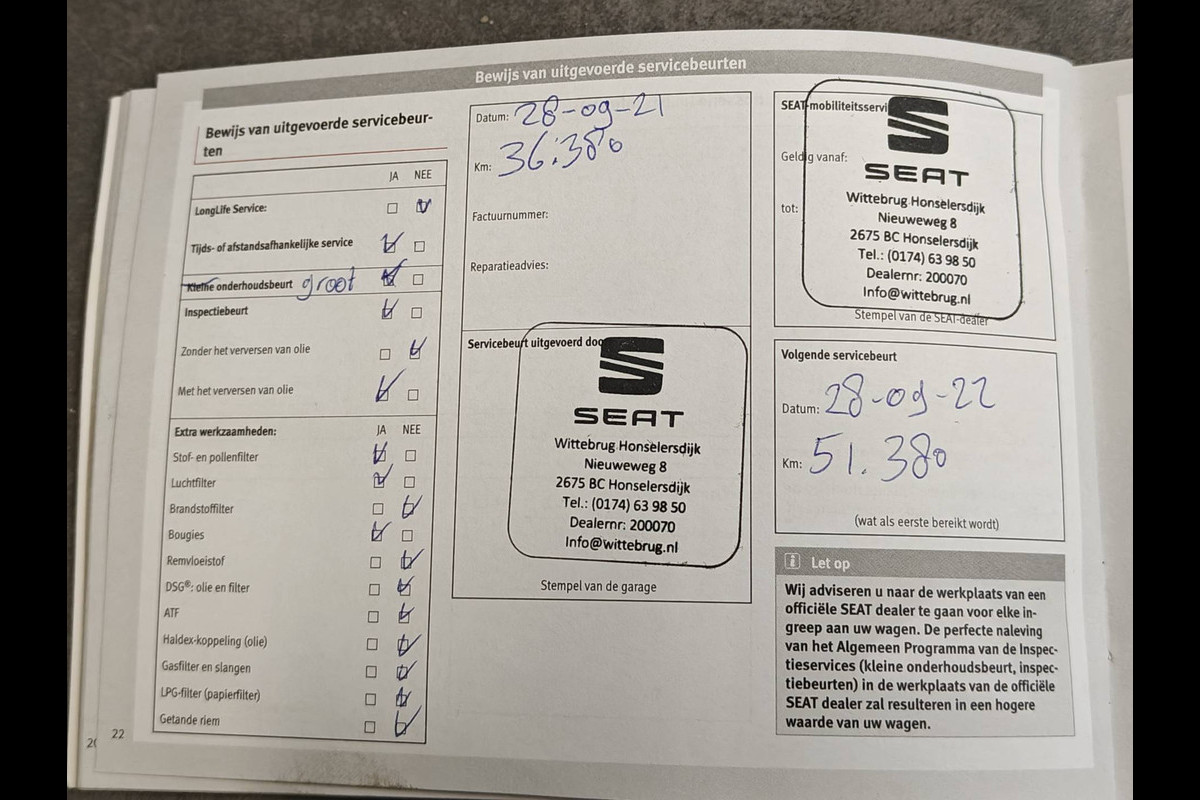 Bewijs van uitgevoerde servicebeurten
Bewijs van uitgevoerde servicebeur-
ten
JA NEE
LongLife Service:
Tijds- of afstandsafhankelijke service
Kleine onderhoudsbeurt groot
Inspectiebeurt
Zonder het verversen van olie
Met het verversen van olie
Extra werkzaamheden: JA NEE
Stof- en pollenfilter
Luchtfilter
Brandstoffilter
Bougies
Remvloeistof
DSG®: olie en filter
ATF
Haldex-koppeling (olie)
Gasfilter en slangen
LPG-filter (papierfilter)
Getande riem
22
Datum: 28-09-21
Km: 36.380
Factuurnummer:
Reparatieadvies:
Servicebeurt uitgevoerd doo
SEAT
Wittebrug Honselersdijk
Nieuweweg 8
2675 BC Honselersdijk
Tel.: (0174) 63 98 50
Dealernr: 200070
Info@wittebrug.nl
Stempel van de garage
SEAT-mobiliteitsservi
Geldig vanaf:
tot:
SEAT
Wittebrug Honselersdijk
Nieuweweg 8
2675 BC Honselersdijk
Tel.: (0174) 63 98 50
Dealernr: 200070
Info@wittebrug.nl
Stempel van de SEAT-dealer
Volgende servicebeurt
Datum: 28-09-22
Km: 51.380
(wat als eerste bereikt wordt)
i Let op
Wij adviseren u naar de werkplaats van een
officiële SEAT dealer te gaan voor elke in-
greep aan uw wagen. De perfecte naleving
van het Algemeen Programma van de Inspec-
tieservices (kleine onderhoudsbeurt, inspec-
tiebeurten) in de werkplaats van de officiële
SEAT dealer zal resulteren in een hogere
waarde van uw wagen.